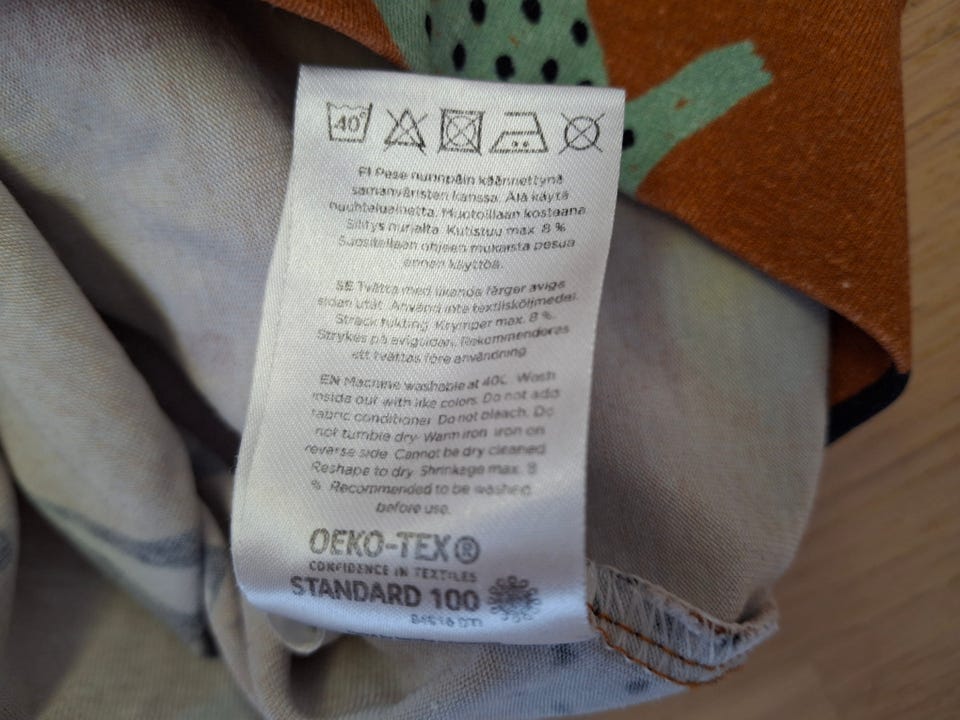 40°
FI Pese nurinpäin käännettynä
samanväristen kanssa. Älä käytä
huuhteluainetta. Muotoillaan kosteana.
Silitys nurjalta. Kutistuu max. 8 %.
Suositellaan ohjeen mukaista pesua
ennen käyttöä.
SE Tvätta med likande färger aviga
sidan utåt. Använd inte textilsköljmedel.
Sträck fukting. Krymper max. 8 %.
Strykes på avigsidan. Rekommenderas
att tvättas före användning
EN Machine washable at 40C. Wash
inside out with like colors. Do not add
fabric conditioner. Do not bleach. Do
not tumble dry. Warm iron. Iron on
reverse side. Cannot be dry cleaned.
Reshape to dry. Shrinkage max. 8
%. Recommended to be washed
before use.
OEKO-TEX®
CONFIDENCE IN TEXTILES
STANDARD 100